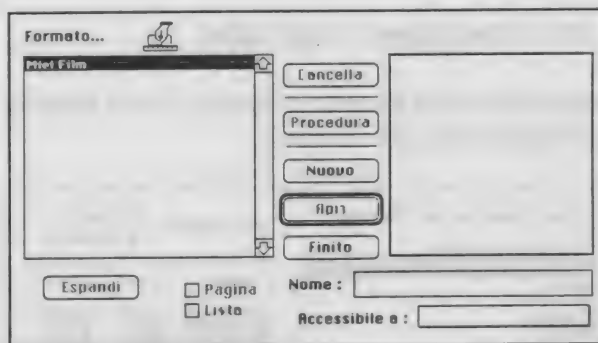 Formato...
Miei Film
Cancella
Procedura
Nuovo
Apri
Finito
Espandi
Pagina
Lista
Nome :
Accessibile a :